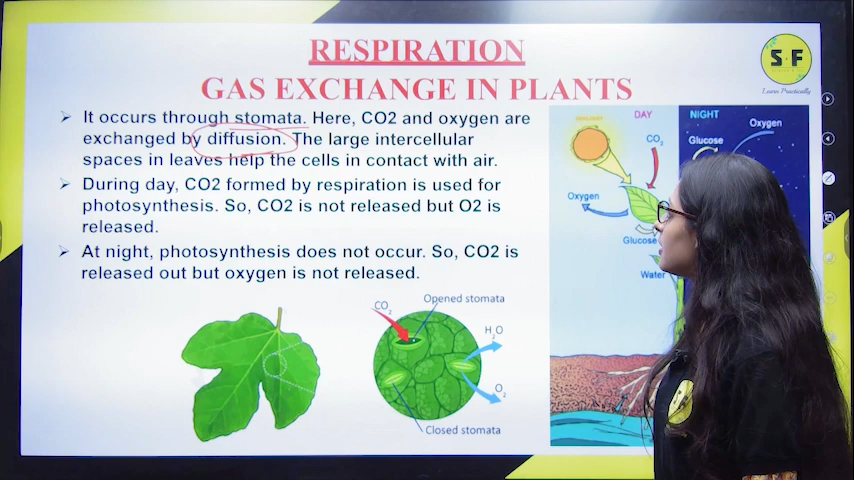 RESPIRATION
GAS EXCHANGE IN PLANTS
S F
Learn Practically
It occurs through stomata. Here, CO2 and oxygen are
exchanged by diffusion. The large intercellular
spaces in leaves help the cells in contact with air.
During day, CO2 formed by respiration is used for
photosynthesis. So, CO2 is not released but O2 is
released.
At night, photosynthesis does not occur. So, CO2 is
released out but oxygen is not released.
DAY
NIGHT
CO2
Oxygen
Glucose
Oxygen
Glucose
Water
CO2
Opened stomata
H2O
O2
Closed stomata